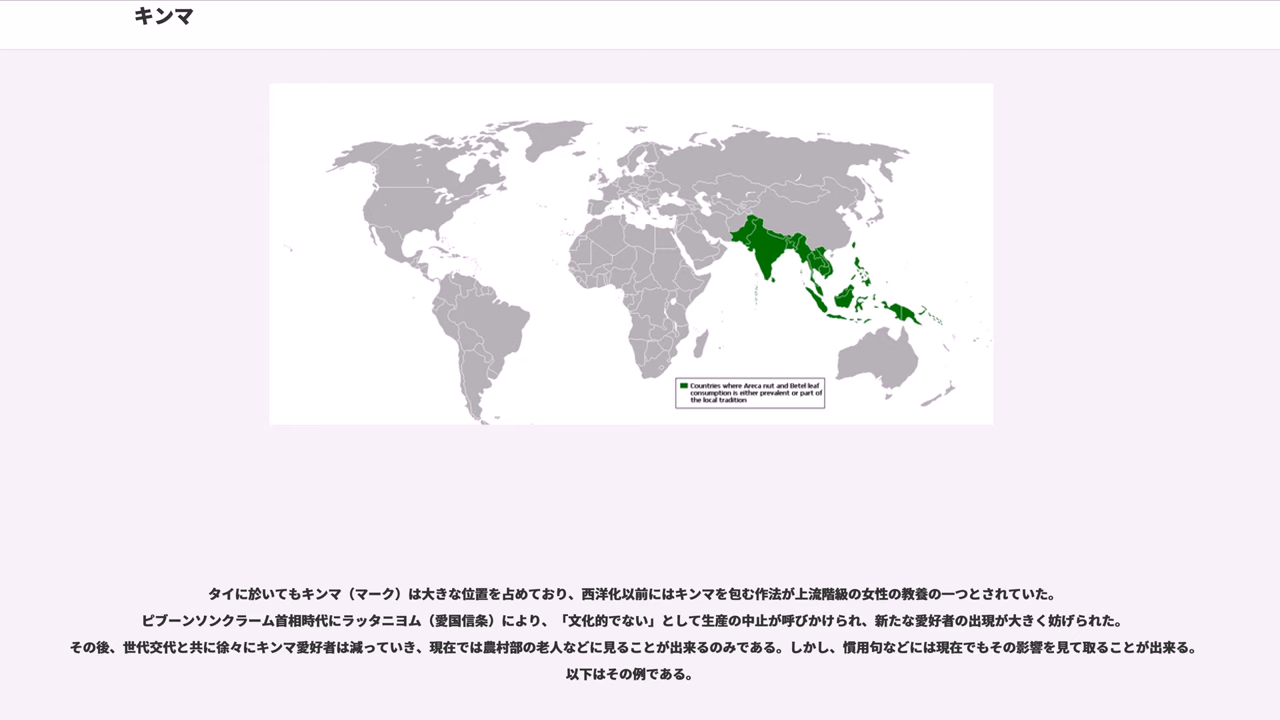 キンマ
Countries where Areca nut and Betel leaf
consumption is either prevalent or part of
the local tradition
タイに於いてもキンマ（マーク）は大きな位置を占めており、西洋化以前にはキンマを包む作法が上流階級の女性の教養の一つとされていた。
ピブーンソンクラーム首相時代にラッタニヨム（愛国信条）により、「文化的でない」として生産の中止が呼びかけられ、新たな愛好者の出現が大きく妨げられた。
その後、世代交代と共に徐々にキンマ愛好者は減っていき、現在では農村部の老人などに見ることが出来るのみである。しかし、慣用句などには現在でもその影響を見て取ることが出来る。
以下はその例である。